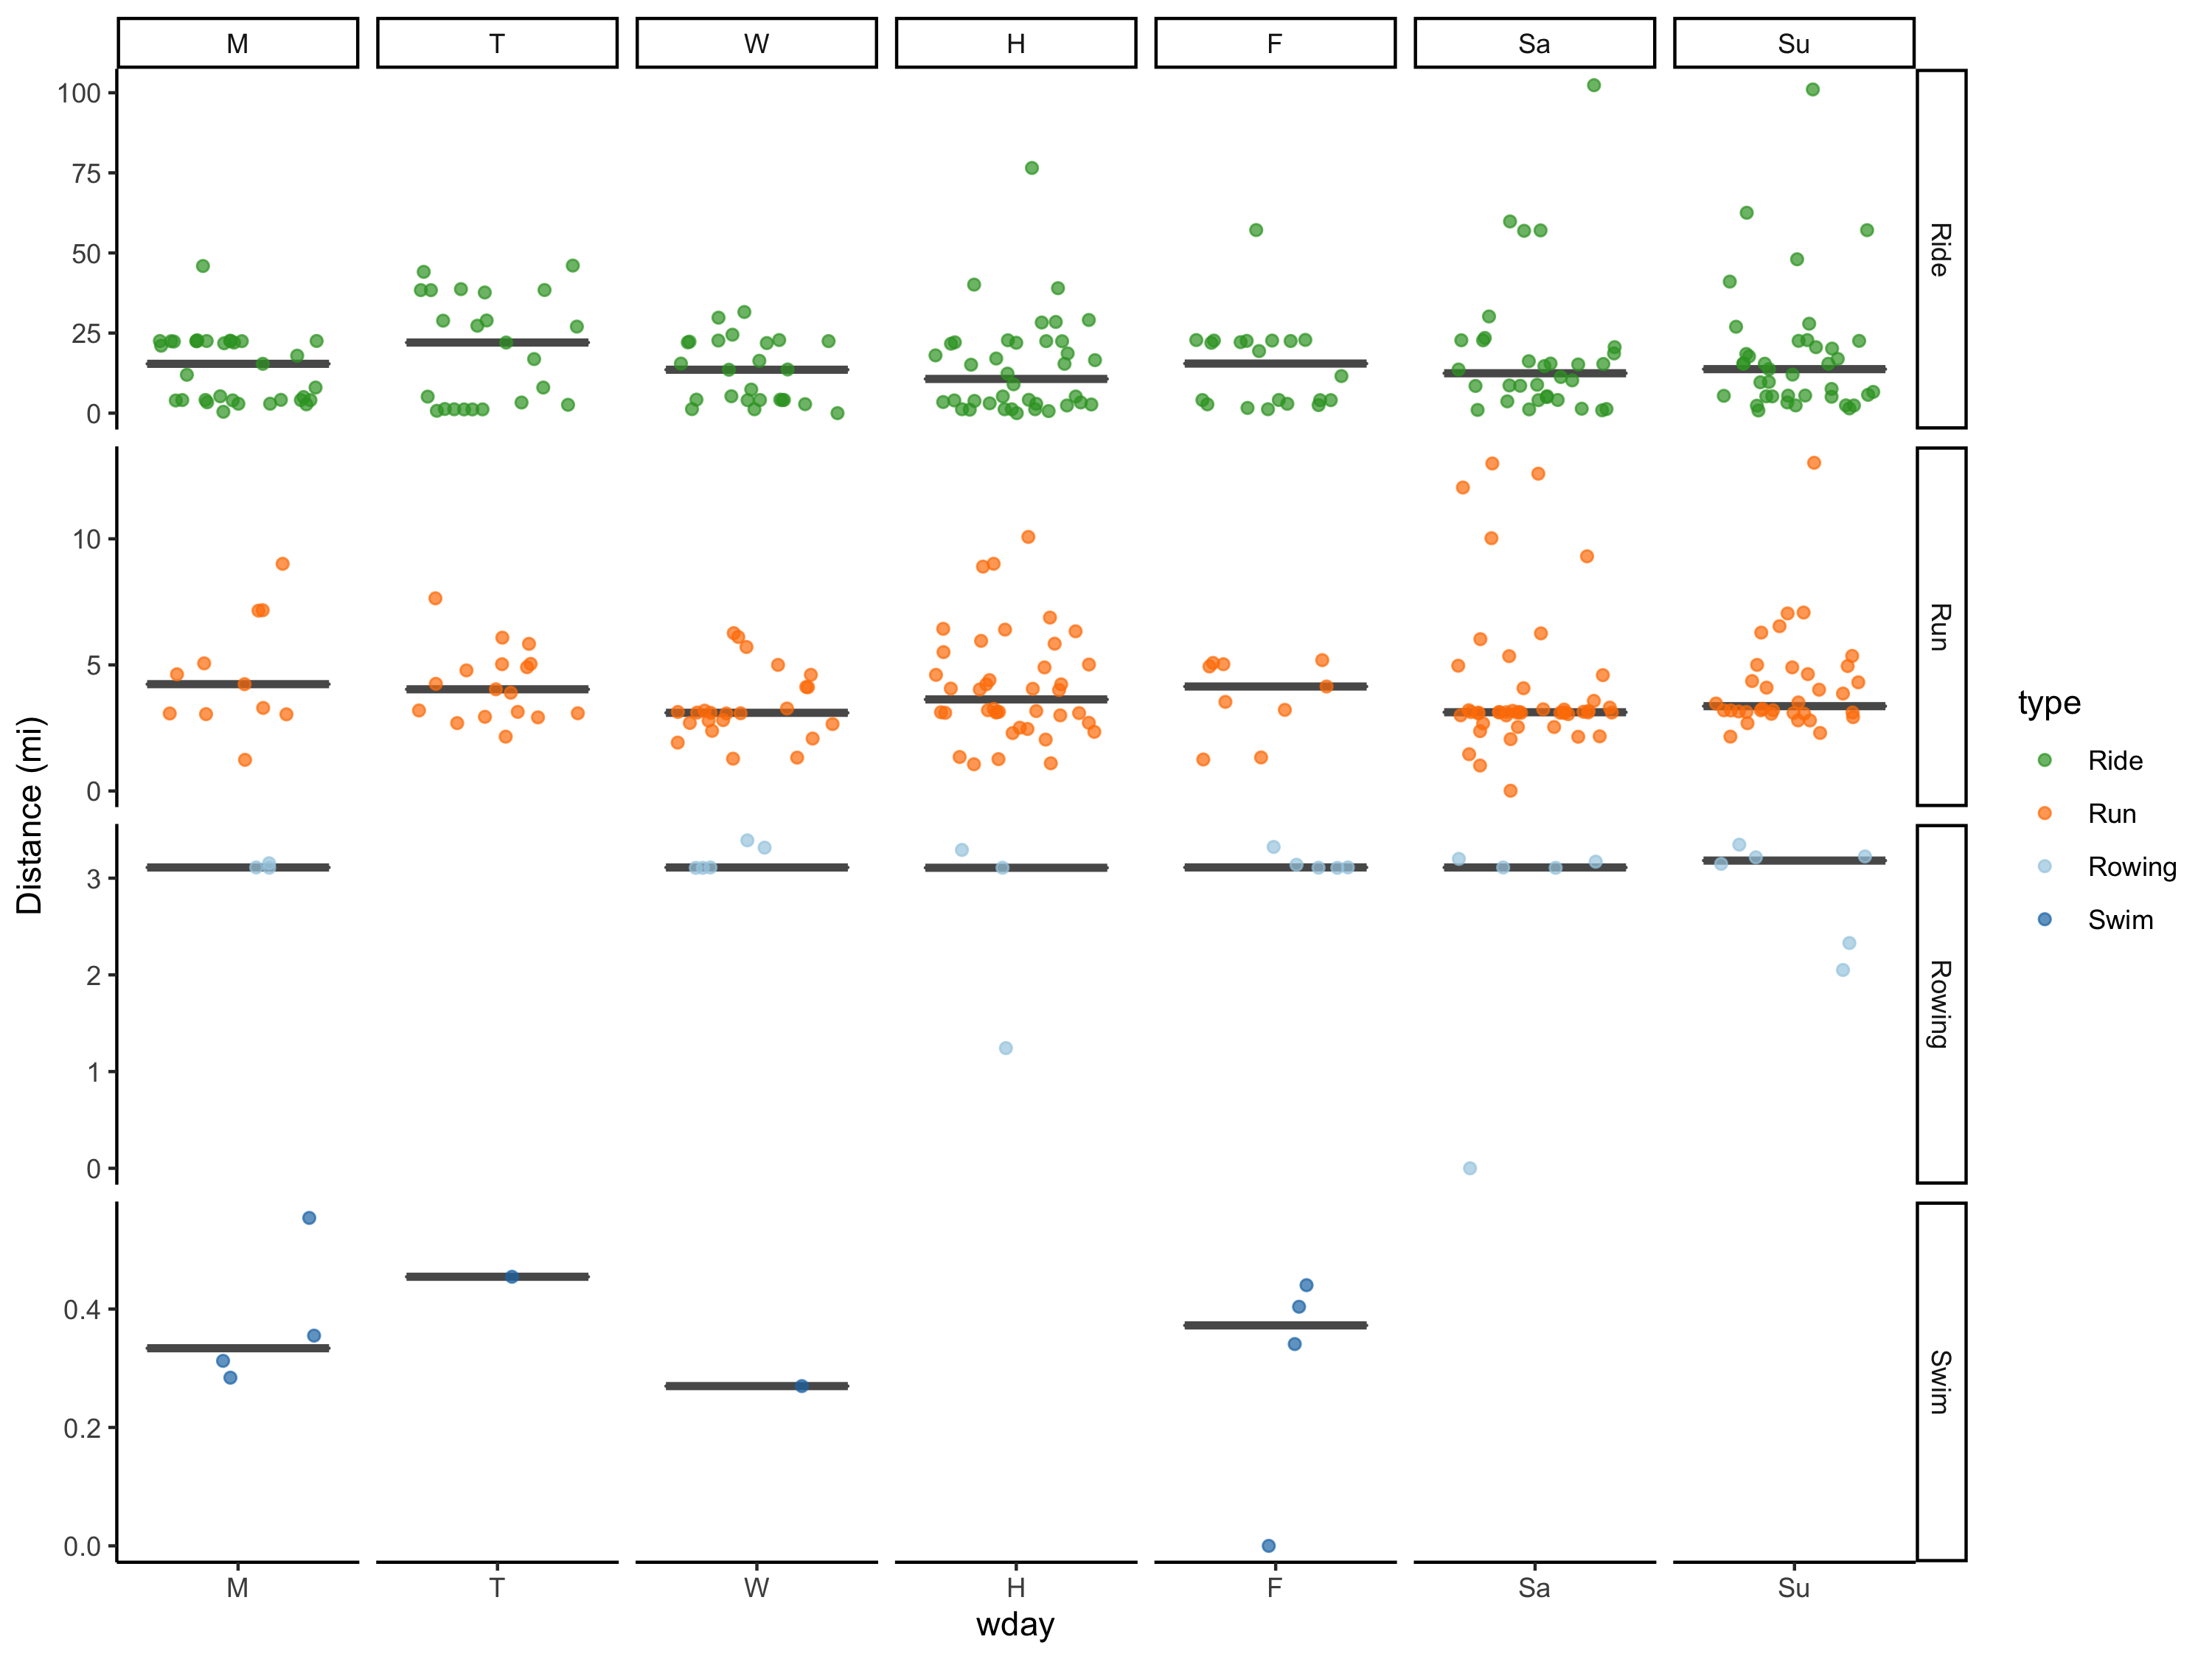 M T W H F Sa Su
100
75
50
25
0
Ride
10
5
0
Run
3
2
1
0
Rowing
0.4
0.2
0.0
Swim
Distance (mi)
M T W H F Sa Su
wday
type
Ride
Run
Rowing
Swim